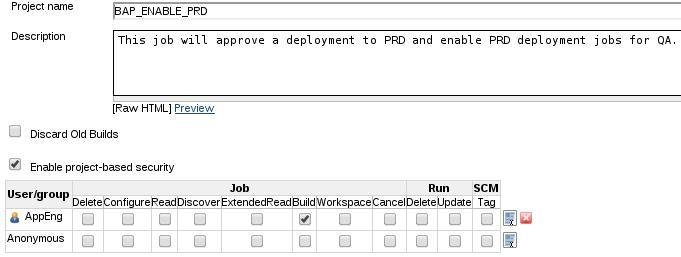 Project name BAP_ENABLE_PRD
Description This job will approve a deployment to PRD and enable PRD deployment jobs for QA.
[Raw HTML] Preview
Discard Old Builds
Enable project-based security
User/group Job Run SCM
Delete Configure Read Discover ExtendedRead Build Workspace Cancel Delete Update Tag
AppEng
Anonymous